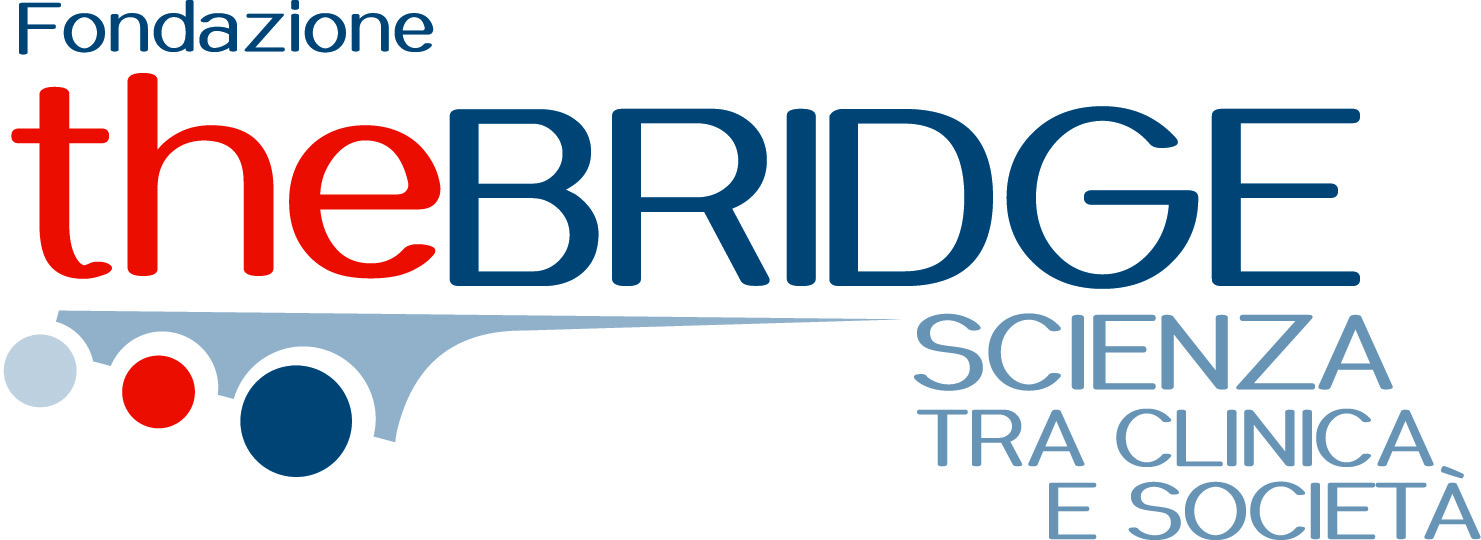 Fondazione
theBRIDGE
SCIENZA
TRA CLINICA
E SOCIETÀ